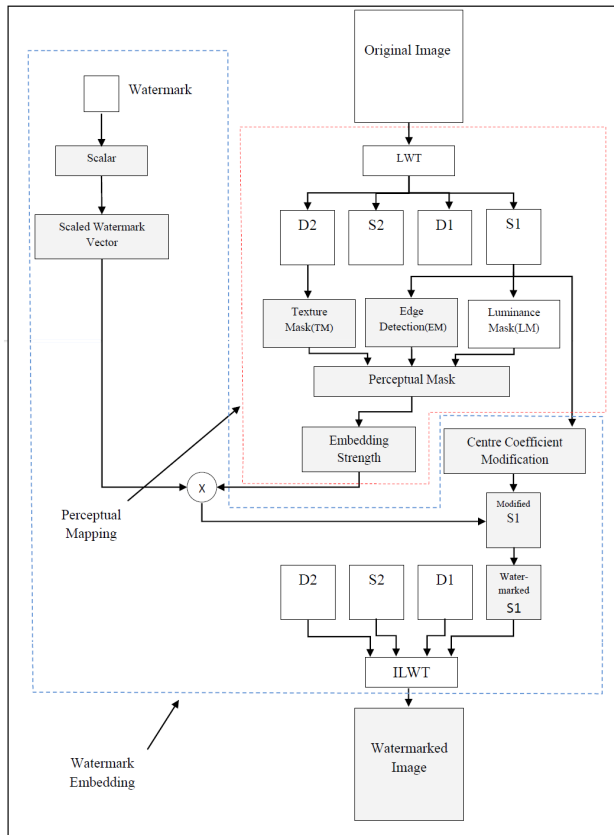 Original Image
Watermark
Scalar
LWT
Scaled Watermark
Vector
D2
S2
D1
S1
Texture
Mask(TM)
Edge
Detection(EM)
Luminance
Mask(LM)
Perceptual Mask
Embedding
Strength
Centre Coefficient
Modification
X
Perceptual
Mapping
Modified
S1
D2
S2
D1
Water-
marked
S1
ILWT
Watermarked
Image
Watermark
Embedding